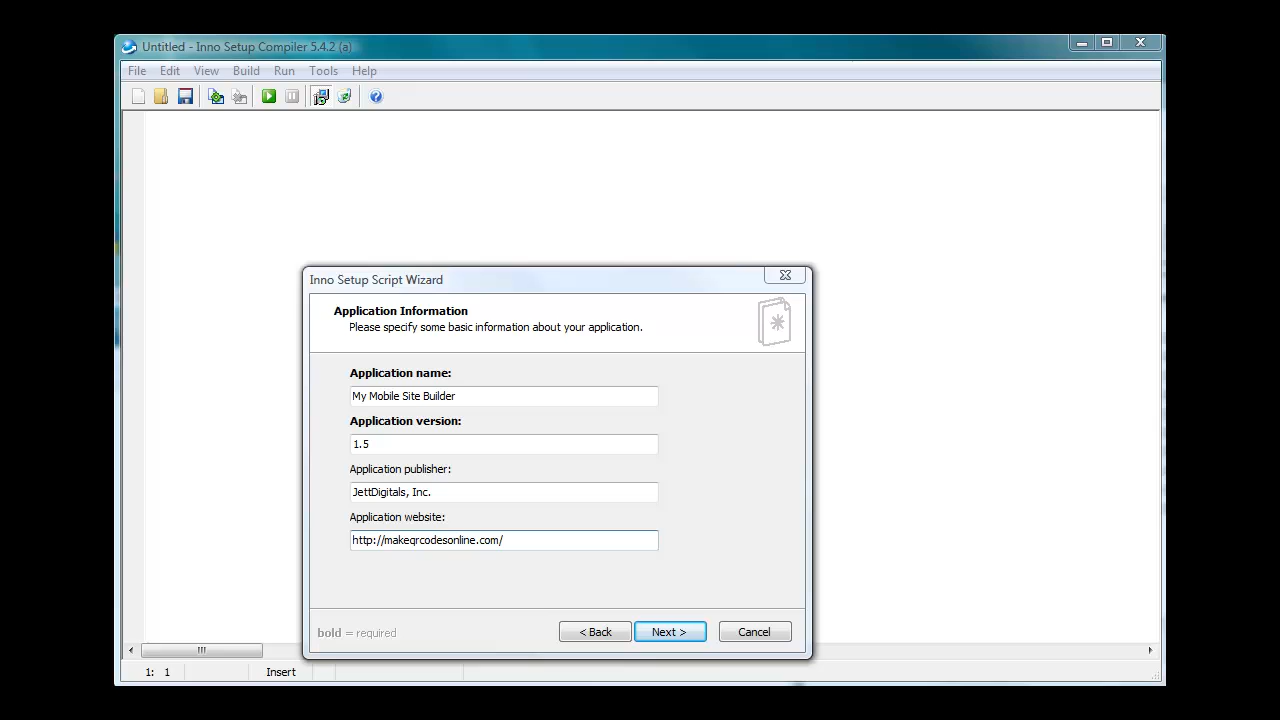 Untitled - Inno Setup Compiler 5.4.2 (a)
File Edit View Build Run Tools Help
Inno Setup Script Wizard
Application Information
Please specify some basic information about your application.
Application name:
My Mobile Site Builder
Application version:
1.5
Application publisher:
JettDigitals, Inc.
Application website:
http://makeqrcodesonline.com/
bold = required
< Back
Next >
Cancel
1: 1
Insert